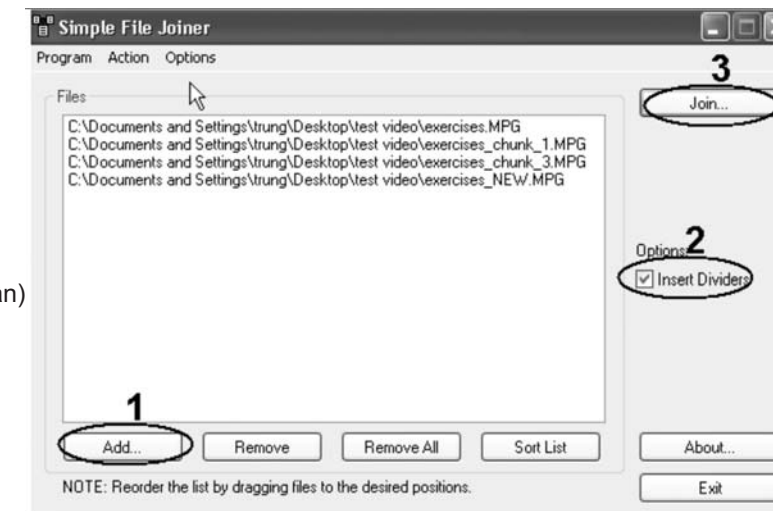 Simple File Joiner
Program Action Options
3
Files
Join...
C:\Documents and Settings\trung\Desktop\test video\exercises.MPG
C:\Documents and Settings\trung\Desktop\test video\exercises_chunk_1.MPG
C:\Documents and Settings\trung\Desktop\test video\exercises_chunk_3.MPG
C:\Documents and Settings\trung\Desktop\test video\exercises_NEW.MPG
Options
2
Insert Dividers
an)
1
Add... Remove Remove All Sort List About...
NOTE: Reorder the list by dragging files to the desired positions. Exit